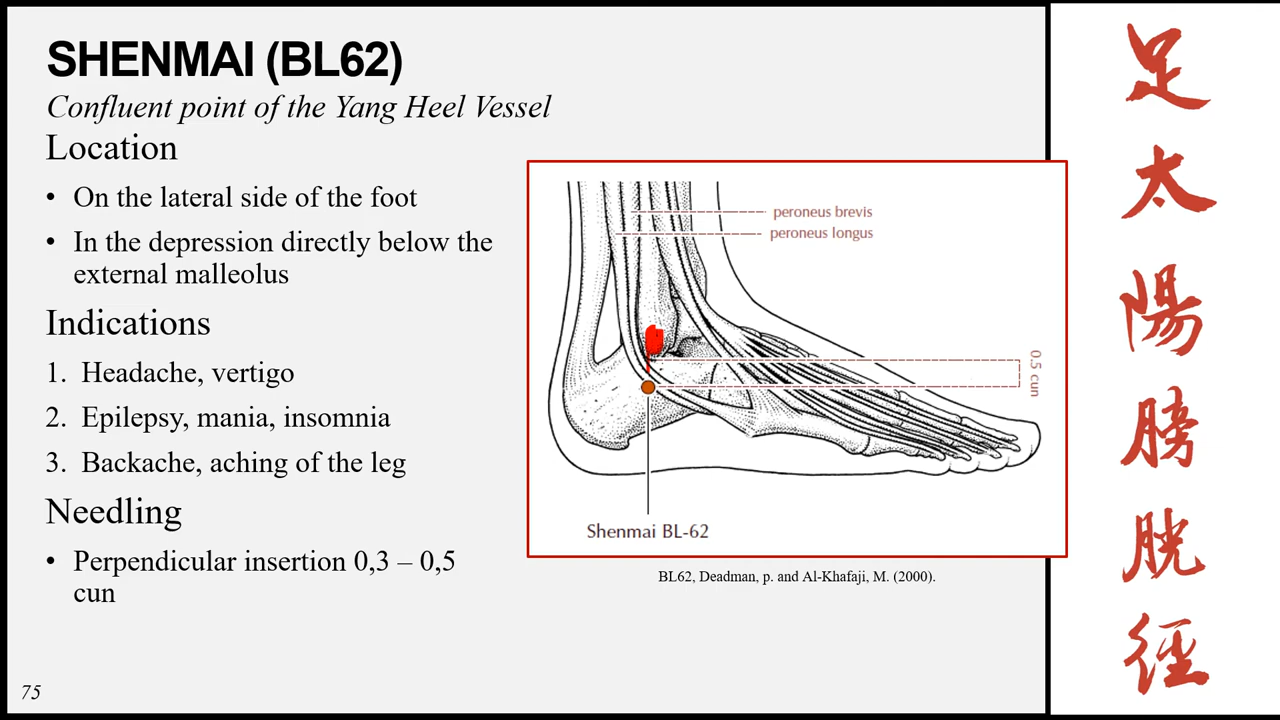 SHENMAI (BL62)
Confluent point of the Yang Heel Vessel
Location
• On the lateral side of the foot
• In the depression directly below the
external malleolus
Indications
1. Headache, vertigo
2. Epilepsy, mania, insomnia
3. Backache, aching of the leg
Needling
• Perpendicular insertion 0,3 – 0,5
cun
75
peroneus brevis
peroneus longus
0.5 cun
Shenmai BL-62
BL62, Deadman, p. and Al-Khafaji, M. (2000).
足太陽膀胱徑